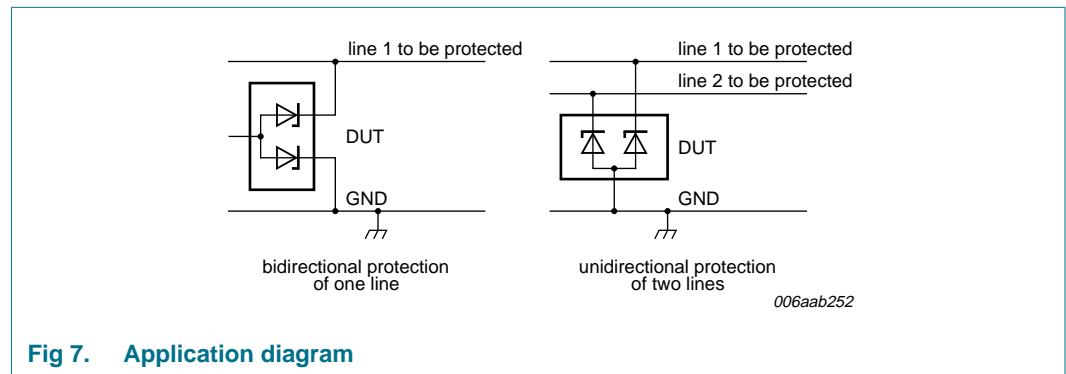 line 1 to be protected
DUT
GND
bidirectional protection
of one line
line 1 to be protected
line 2 to be protected
DUT
GND
unidirectional protection
of two lines
006aab252
Fig 7. Application diagram